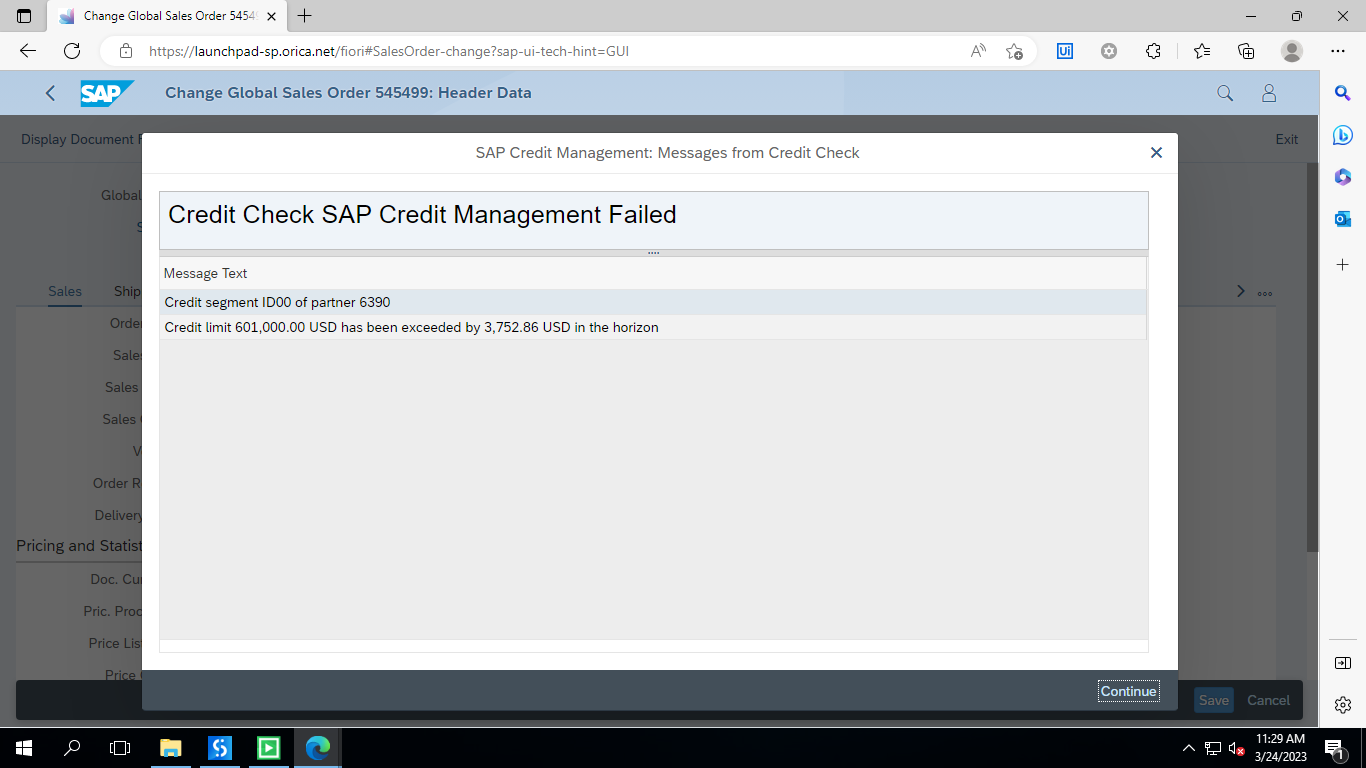 Change Global Sales Order 5454
https://launchpad-sp.orica.net/fiori#SalesOrder-change?sap-ui-tech-hint=GUI
SAP
Change Global Sales Order 545499: Header Data
Display Document
Exit
SAP Credit Management: Messages from Credit Check
Global
Credit Check SAP Credit Management Failed
Message Text
Credit segment ID00 of partner 6390
Credit limit 601,000.00 USD has been exceeded by 3,752.86 USD in the horizon
Sales
Ship
Order
Sales
Sales
Sales
Order R
Delivery
Pricing and Statist
Doc. Cu
Pric. Proc
Price Lis
Price
Continue
Save
Cancel
11:29 AM
3/24/2023
1